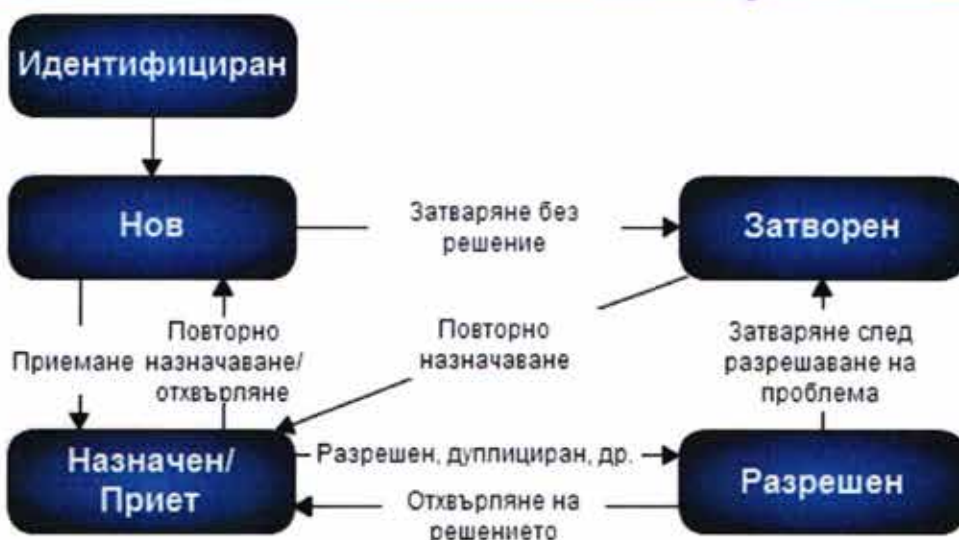 Идентифициран
Нов
Затваряне без
решение
Затворен
Приемане
Повторно
назначаване/
отхвърляне
Повторно
назначаване
Затваряне след
разрешаване на
проблема
Назначен/
Приет
Разрешен, дуплициран, др.
Отхвърляне на
решението
Разрешен